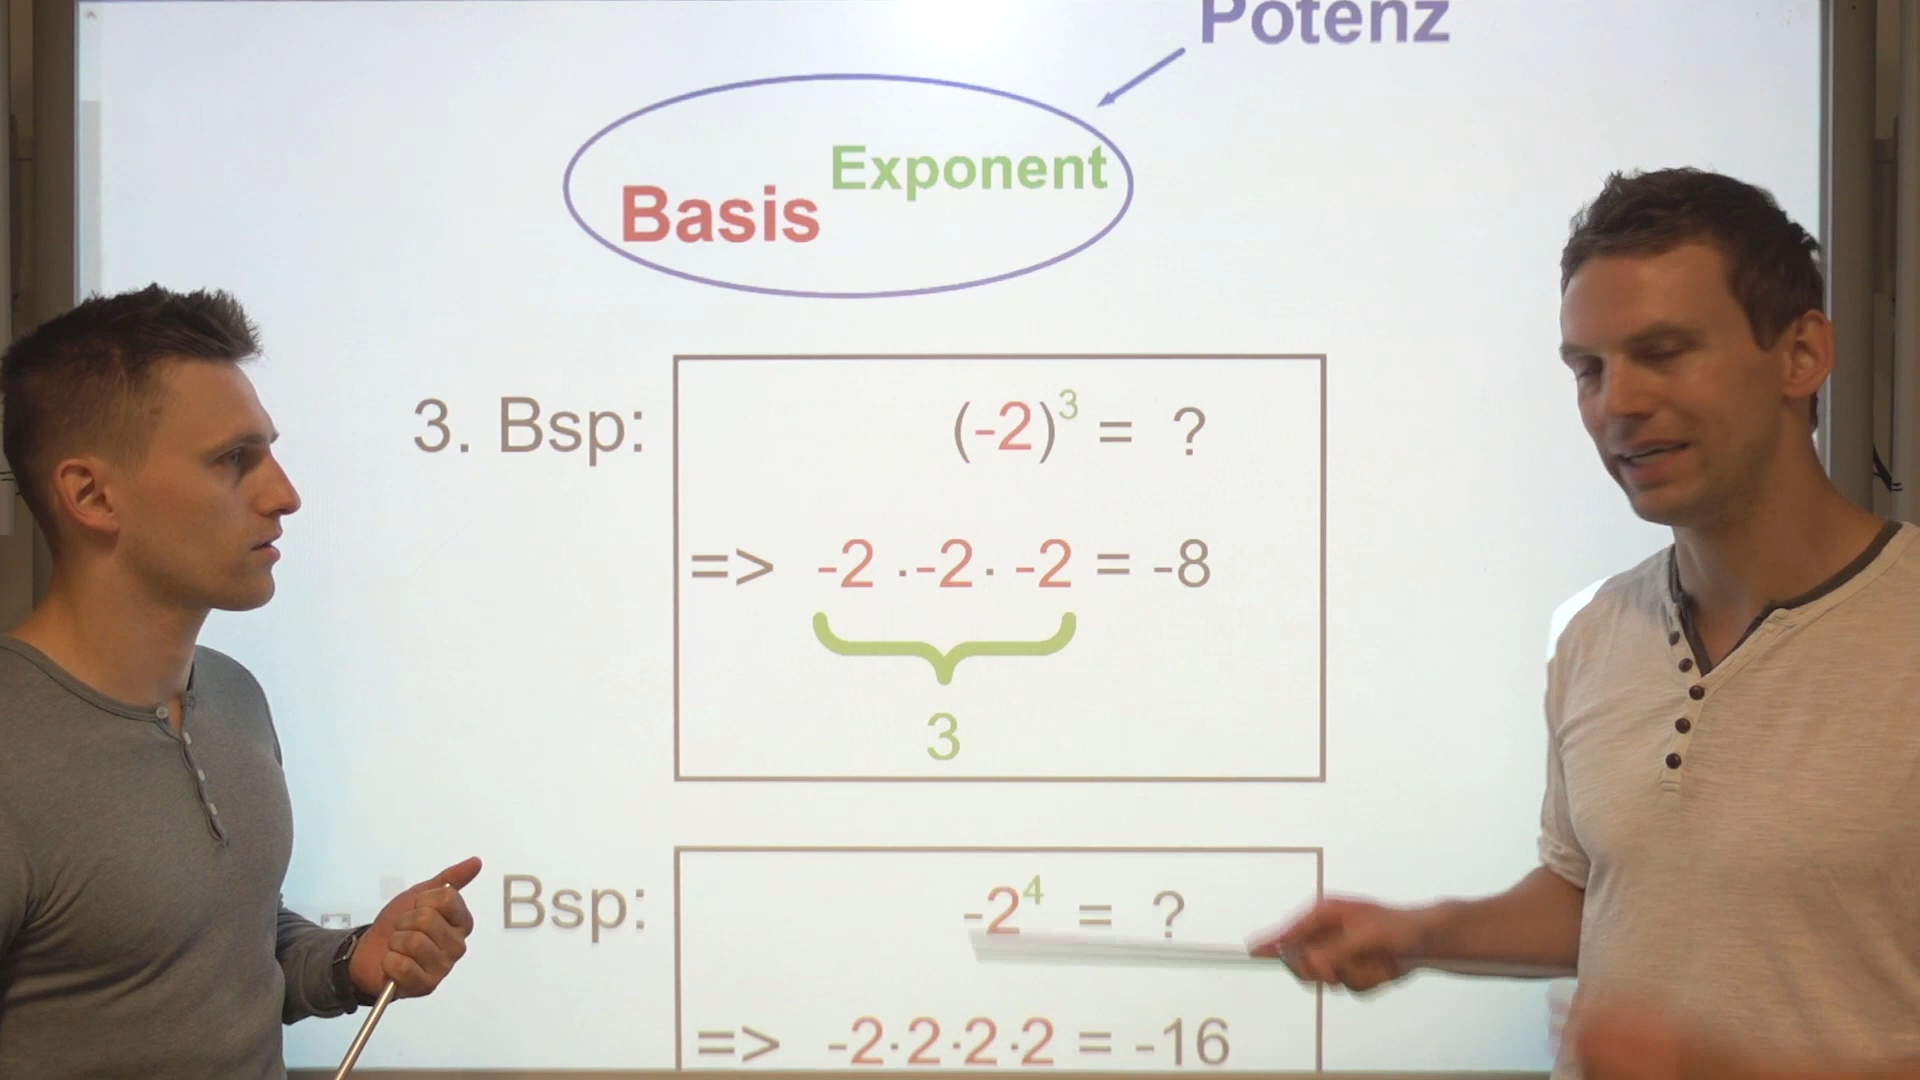 Potenz
Basis Exponent
3. Bsp: (-2)³ = ?
=> -2 · -2 · -2 = -8
3
Bsp: -2⁴ = ?
=> -2·2·2·2 = -16